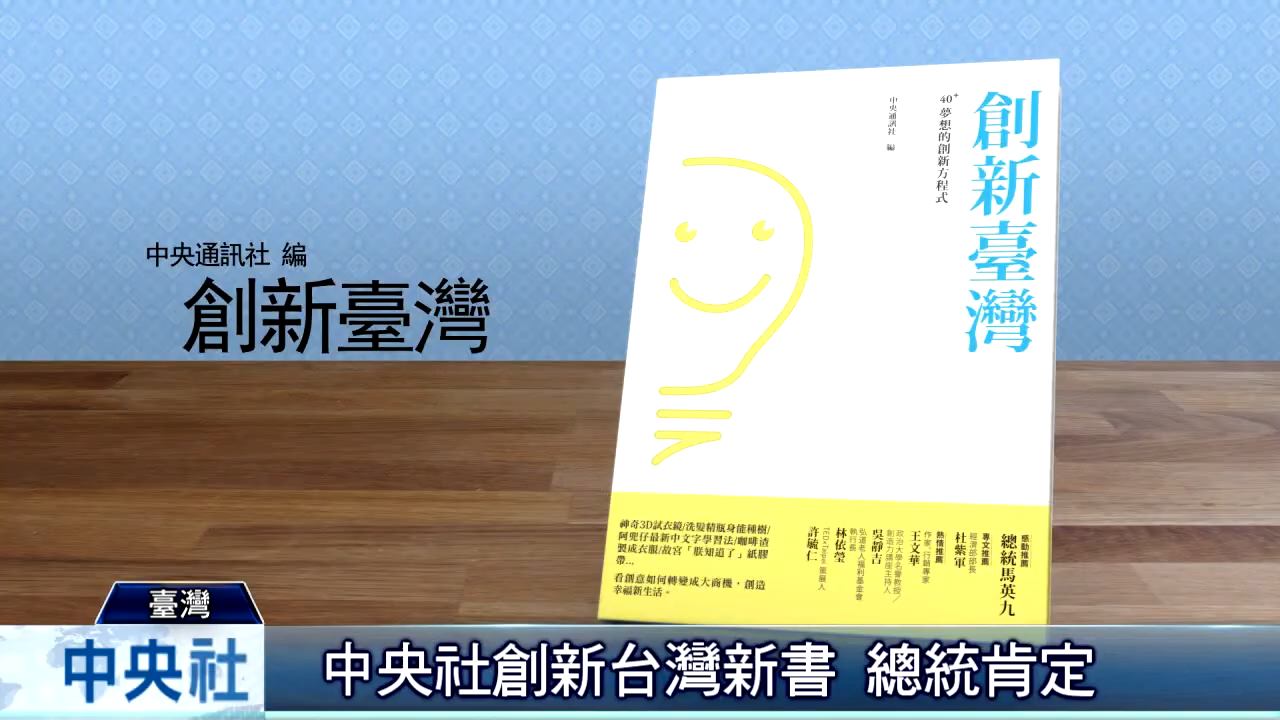 中央通訊社 編
創新臺灣
創新臺灣
40+ 夢想的創新方程式
中央通訊社 編
感動推薦
總統馬英九
專文推薦
經濟部部長
杜紫軍
熱情推薦
作家、行銷專家
王文華
政治大學名譽教授/
創造力講座主持人
吳靜吉
弘道老人福利基金會
執行長
林依瑩
TEDxTaipei 策展人
許毓仁
神奇3D試衣鏡/洗髮精瓶身能種樹/
阿兜仔最新中文字學習法/咖啡渣
製成衣服/故宮「朕知道了」紙膠
帶...
看創意如何轉變成大商機，創造
幸福新生活。
臺灣
中央社
中央社創新台灣新書 總統肯定